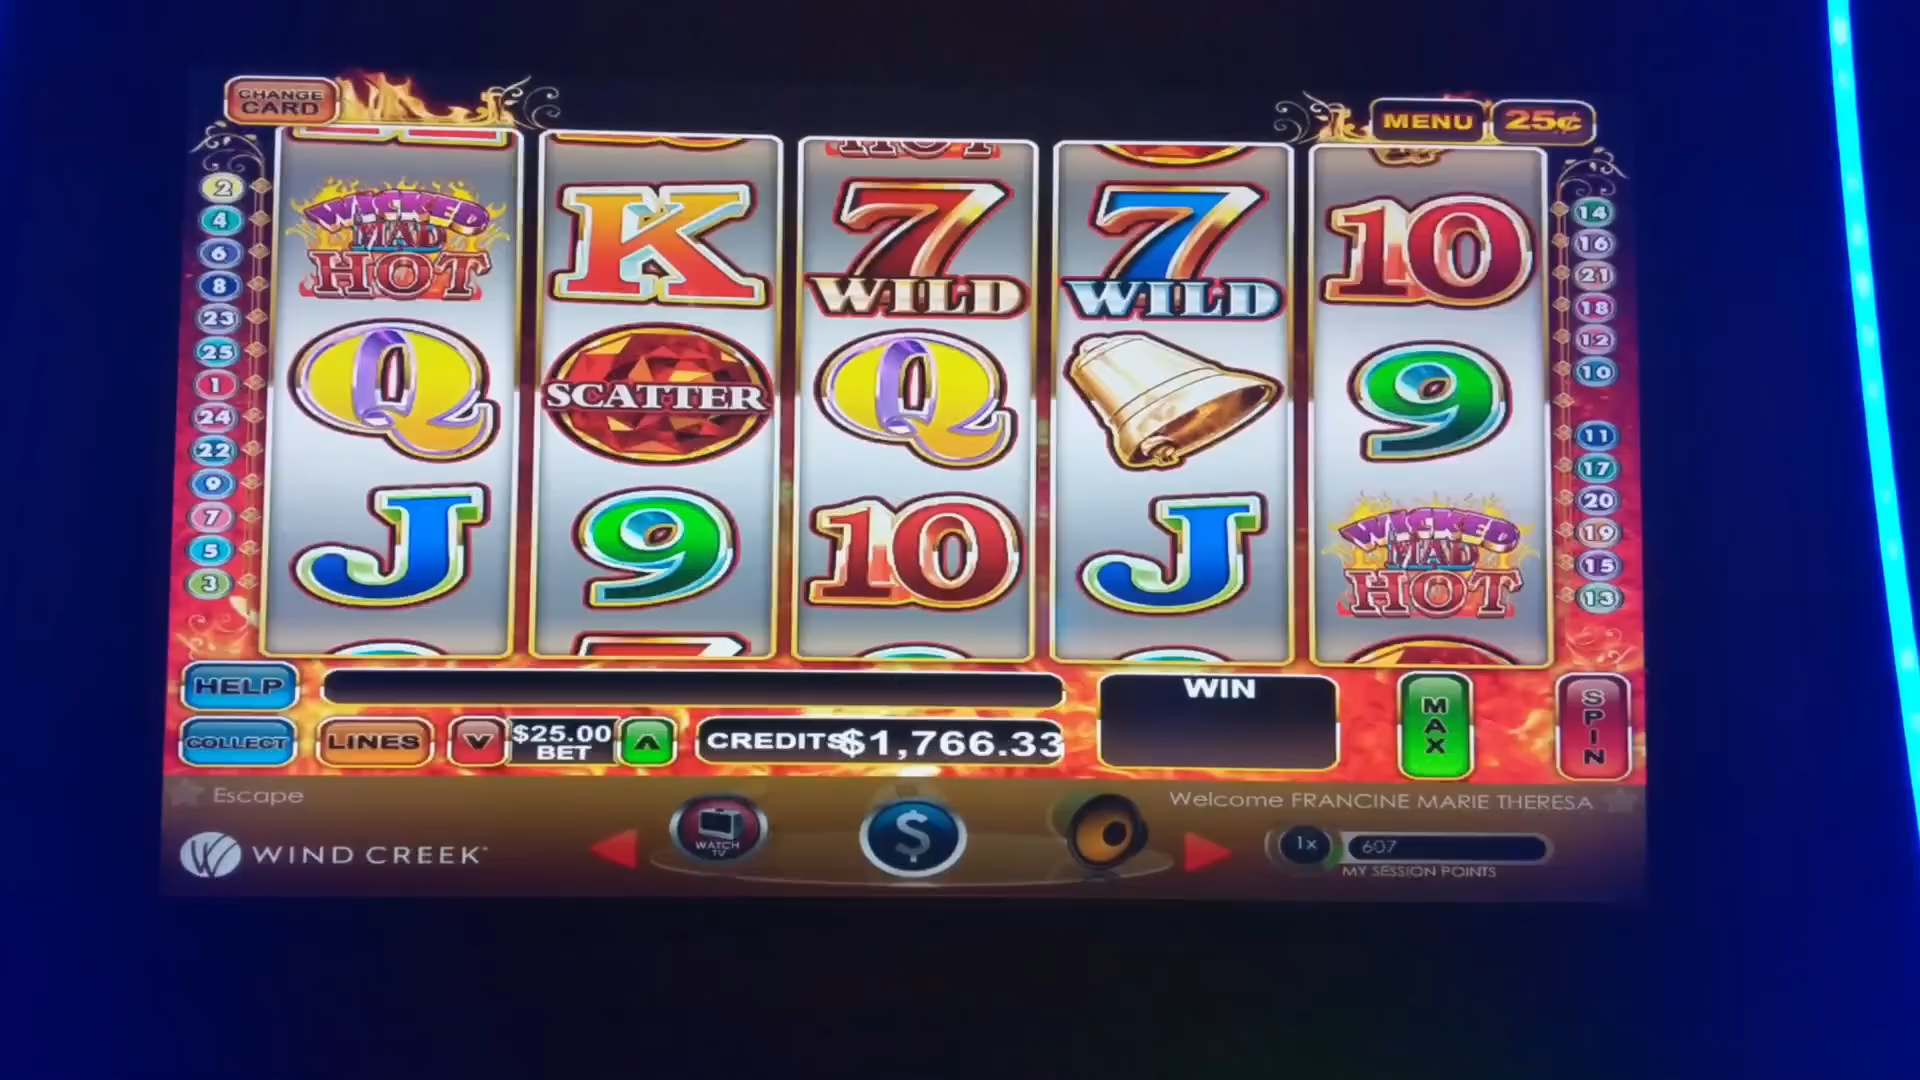 CHANGE
CARD
MENU
25¢
WICKED
MAD
HOT
K
7
WILD
7
WILD
10
Q
SCATTER
Q
9
J
9
10
J
WICKED
MAD
HOT
HOT
2
4
6
8
23
25
1
24
22
9
7
5
3
14
16
21
18
12
10
11
17
20
19
15
13
HELP
WIN
COLLECT
LINES
$25.00
BET
CREDITS $1,766.33
MAX
SPIN
Escape
Welcome FRANCINE MARIE THERESA
WIND CREEK
WATCH
TV
$
1x
607
MY SESSION POINTS